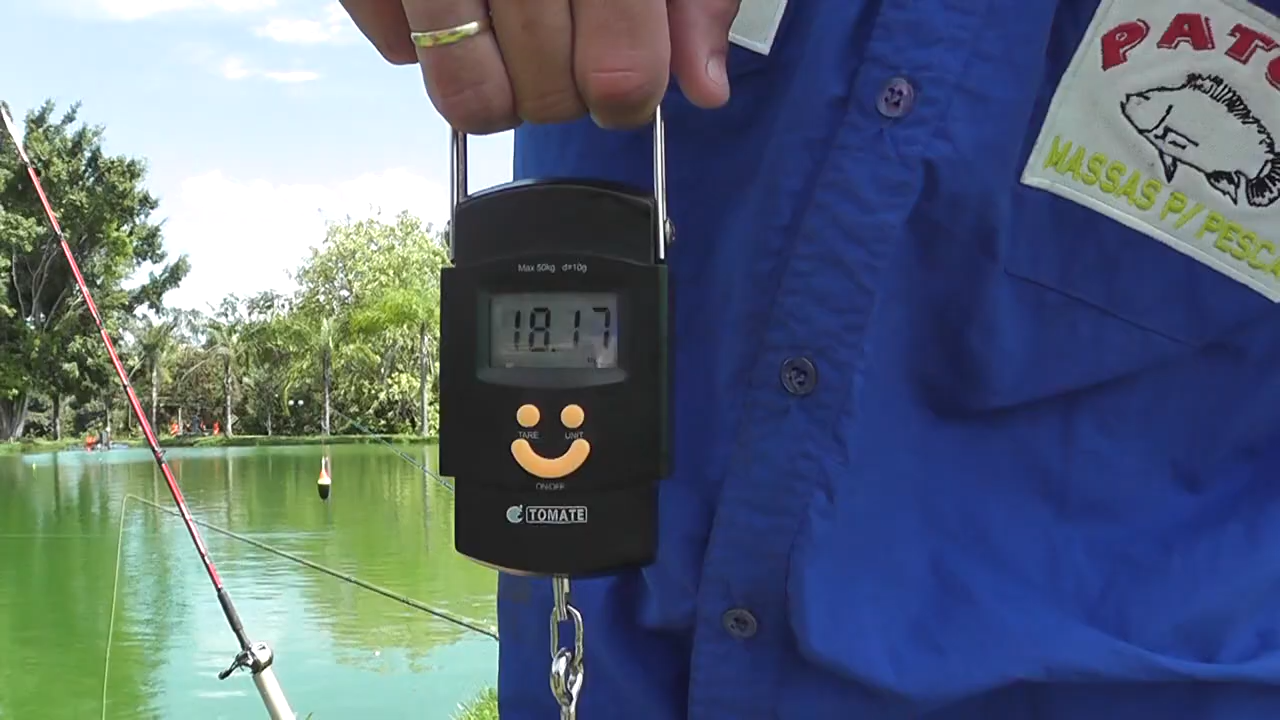 PATO
MASSAS P/ PESCA
Max 50kg d=10g
18.17
TARE UNIT
ON/OFF
TOMATE